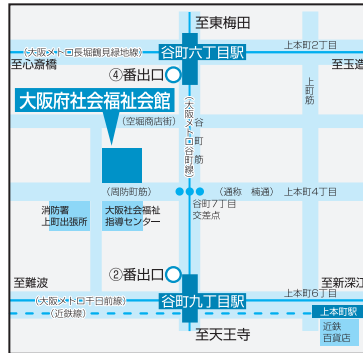 至東梅田
(大阪メトロ長堀鶴見緑地線)
谷町六丁目駅
上本町2丁目
至心斎橋
至玉造
④番出口
上町筋
大阪府社会福祉会館
(大阪メトロ谷町線)
谷町筋
(空堀商店街)
(周防町筋)
(通称 楠通)
上本町4丁目
消防署
上町出張所
大阪社会福祉
指導センター
谷町7丁目
交差点
②番出口
至難波
至新深江
上本町6丁目
(大阪メトロ千日前線)
谷町九丁目駅
(近鉄線)
上本町駅
至天王寺
近鉄
百貨店